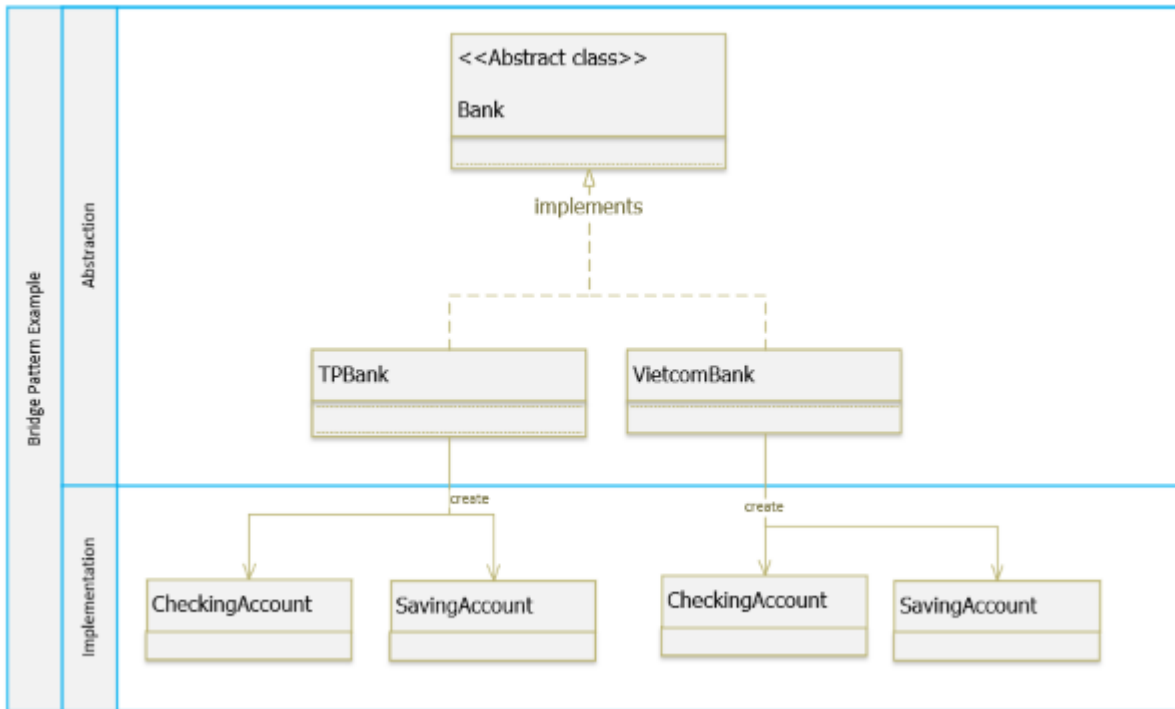 Bridge Pattern Example
Abstraction
<<Abstract class>>
Bank
implements
TPBank
VietcomBank
create
create
Implementation
CheckingAccount
SavingAccount
CheckingAccount
SavingAccount